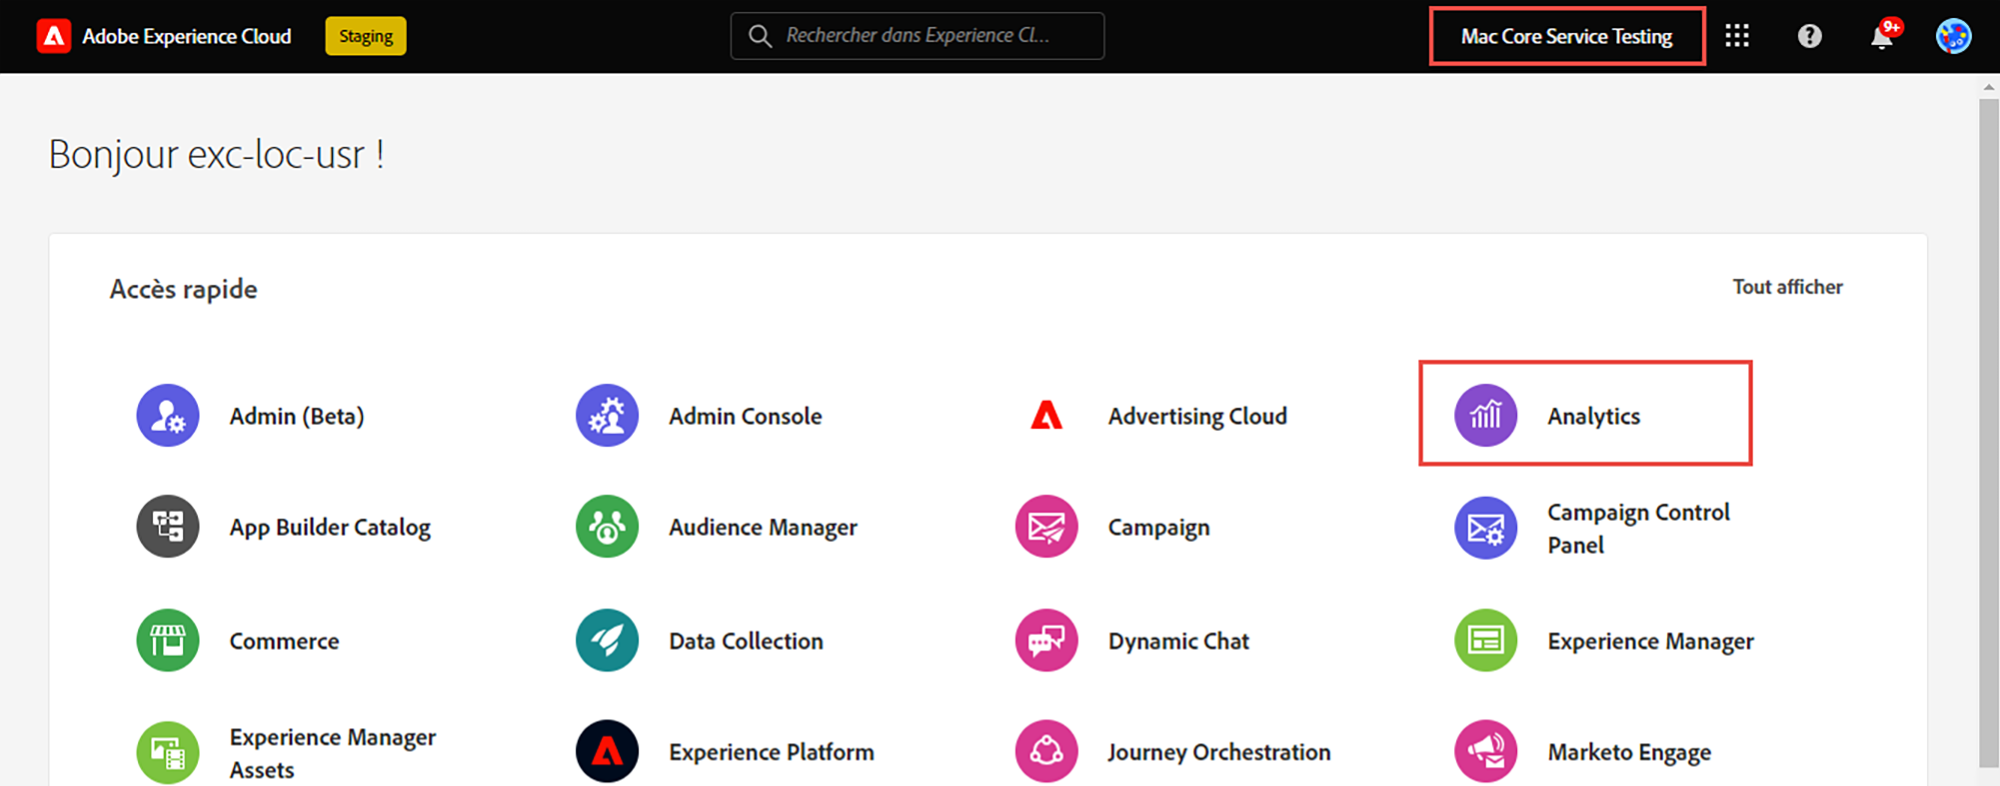 Adobe Experience Cloud
Staging
Rechercher dans Experience Cl...
Mac Core Service Testing
9+
Bonjour exc-loc-usr !
Accès rapide
Tout afficher
Admin (Beta)
Admin Console
Advertising Cloud
Analytics
App Builder Catalog
Audience Manager
Campaign
Campaign Control
Panel
Commerce
Data Collection
Dynamic Chat
Experience Manager
Experience Manager
Assets
Experience Platform
Journey Orchestration
Marketo Engage